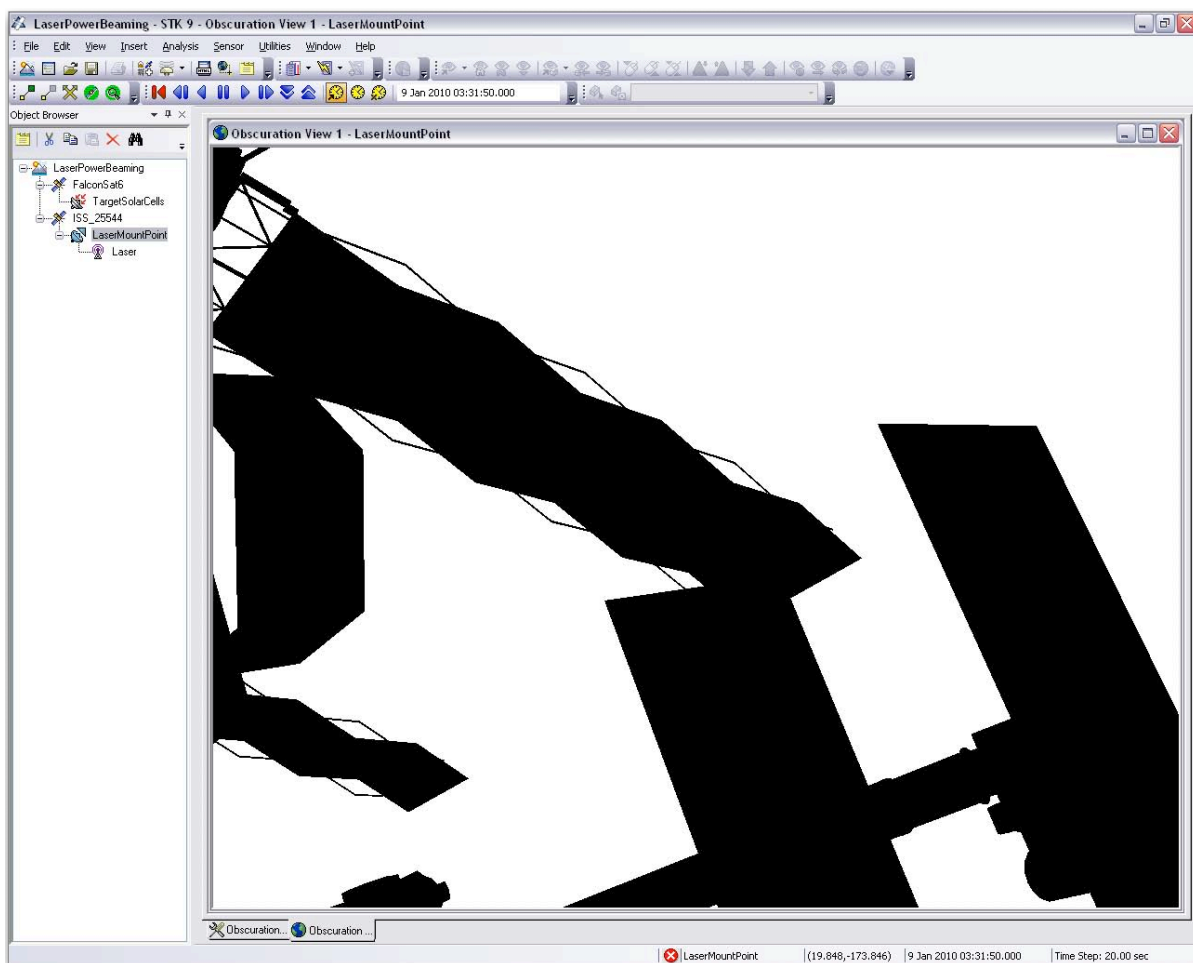 LaserPowerBeaming - STK 9 - Obscuration View 1 - LaserMountPoint
File Edit View Insert Analysis Sensor Utilities Window Help
9 Jan 2010 03:31:50.000
Object Browser
Obscuration View 1 - LaserMountPoint
LaserPowerBeaming
FalconSat6
TargetSolarCells
ISS_25544
LaserMountPoint
Laser
Obscuration... Obscuration ...
LaserMountPoint (19.848,-173.846) 9 Jan 2010 03:31:50.000 Time Step: 20.00 sec